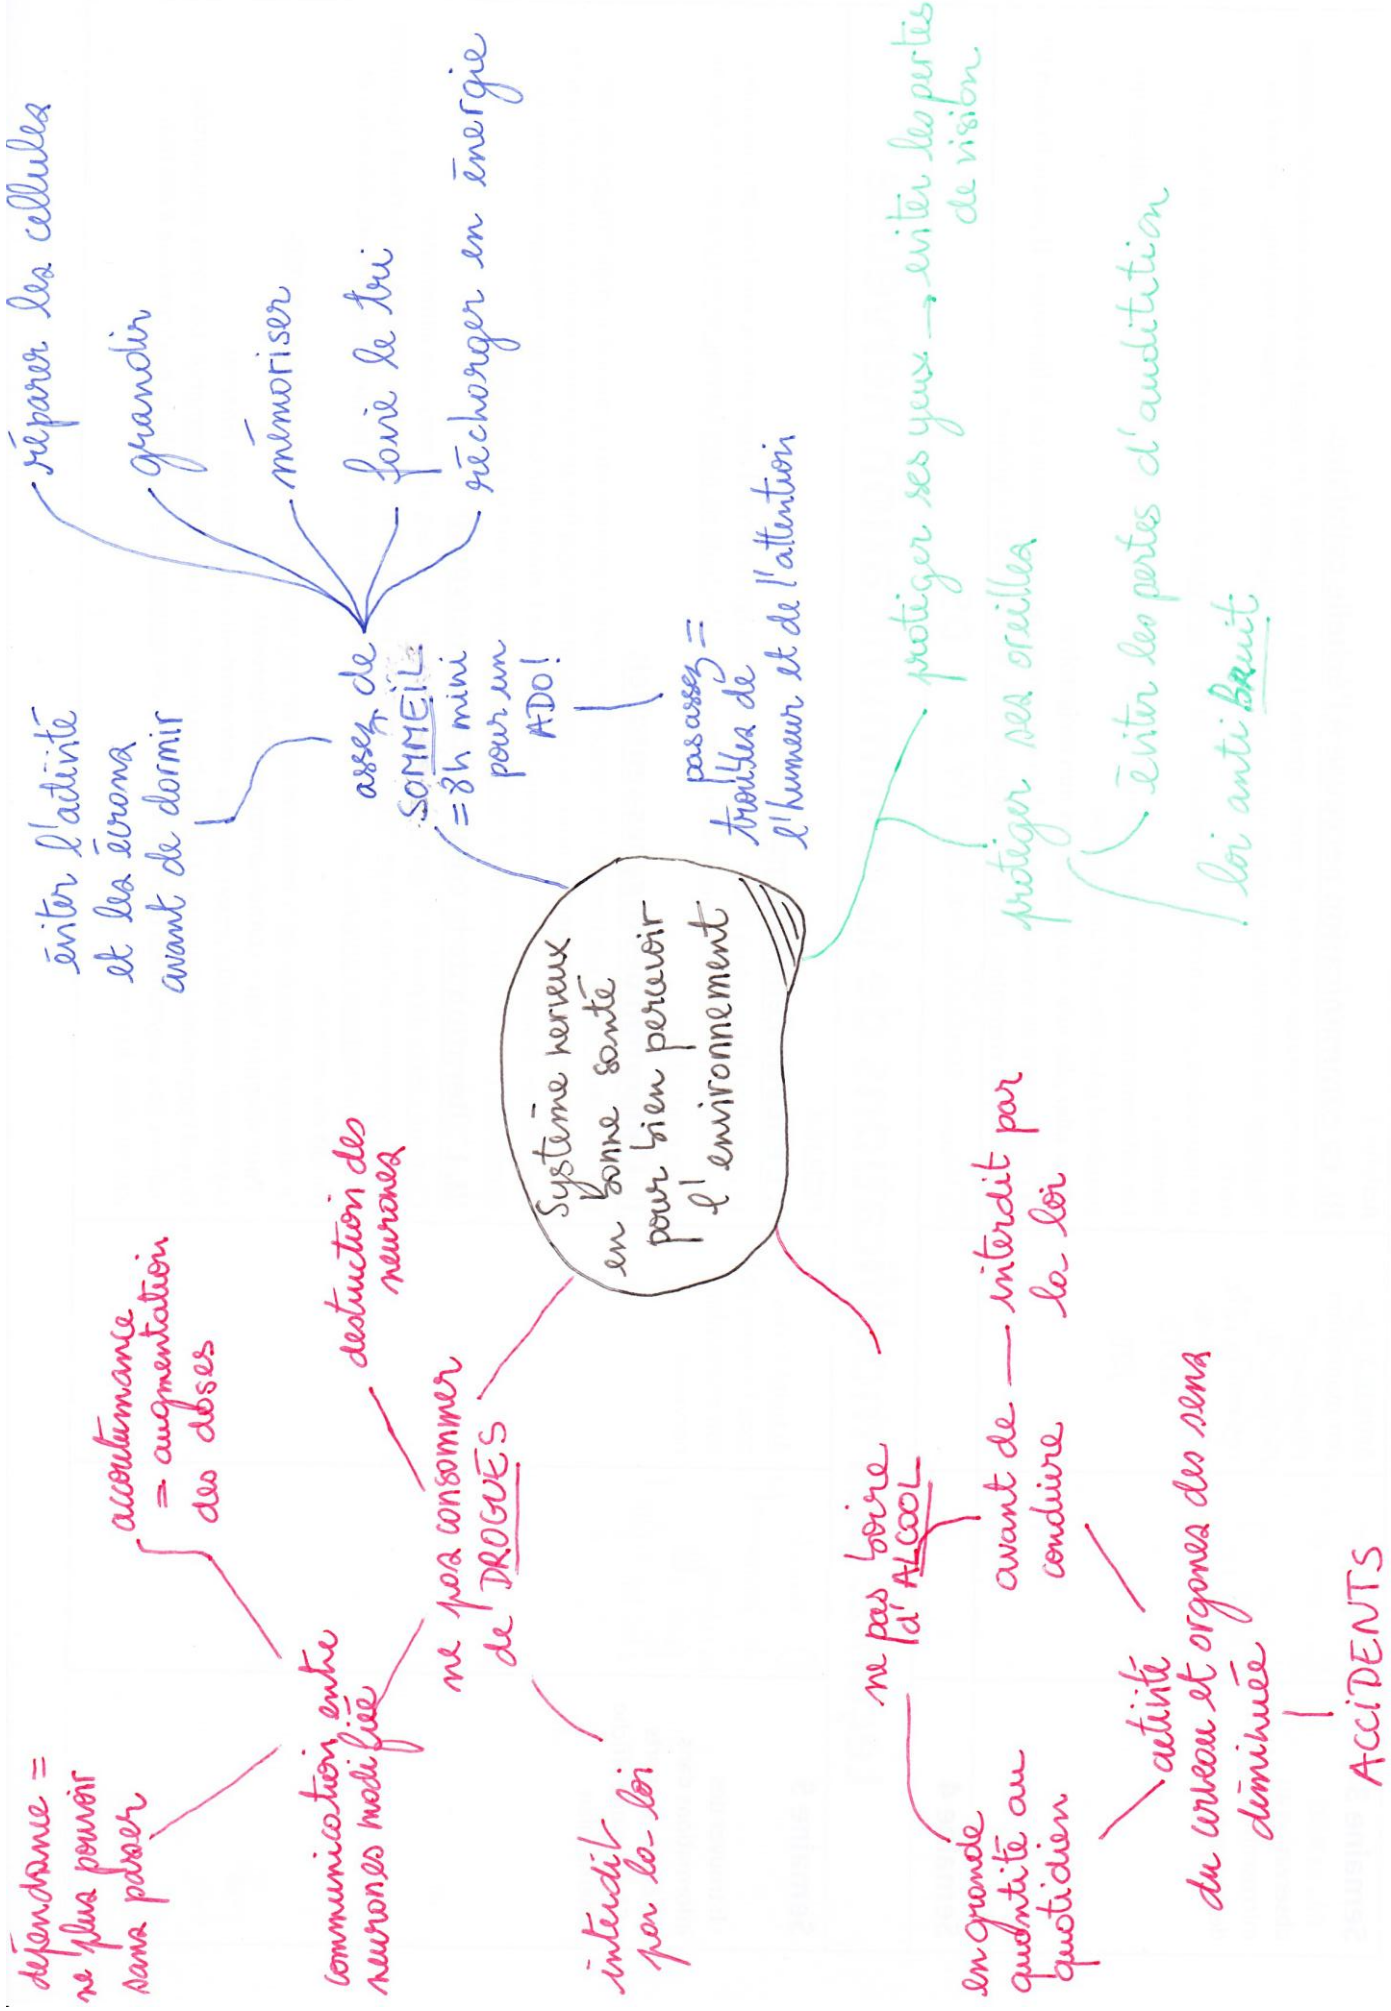 dépendance =
ne plus pouvoir
s'en passer
accoutumance
= augmentation
des doses
communication entre
neurones modifiée
destruction des
neurones
ne pas consommer
de DROGUES
interdit
par la loi
éviter l'activité
et les écrans
avant de dormir
réparer les cellules
grandir
mémoriser
faire le tri
récharger en énergie
assez de
SOMMEIL
= 8h mini
pour un
ADO!
pas assez =
troubles de
l'humeur et de l'attention
Système nerveux
en bonne santé
pour bien percevoir
l'environnement
ne pas boire
d'ALCOOL
en grande
quantité au
quotidien
avant de
conduire
interdit par
la loi
activité
du cerveau et organes des sens
diminuée
ACCIDENTS
protéger ses yeux → éviter les pertes
de vision
protéger ses oreilles
éviter les pertes d'audition
loi anti Bruit